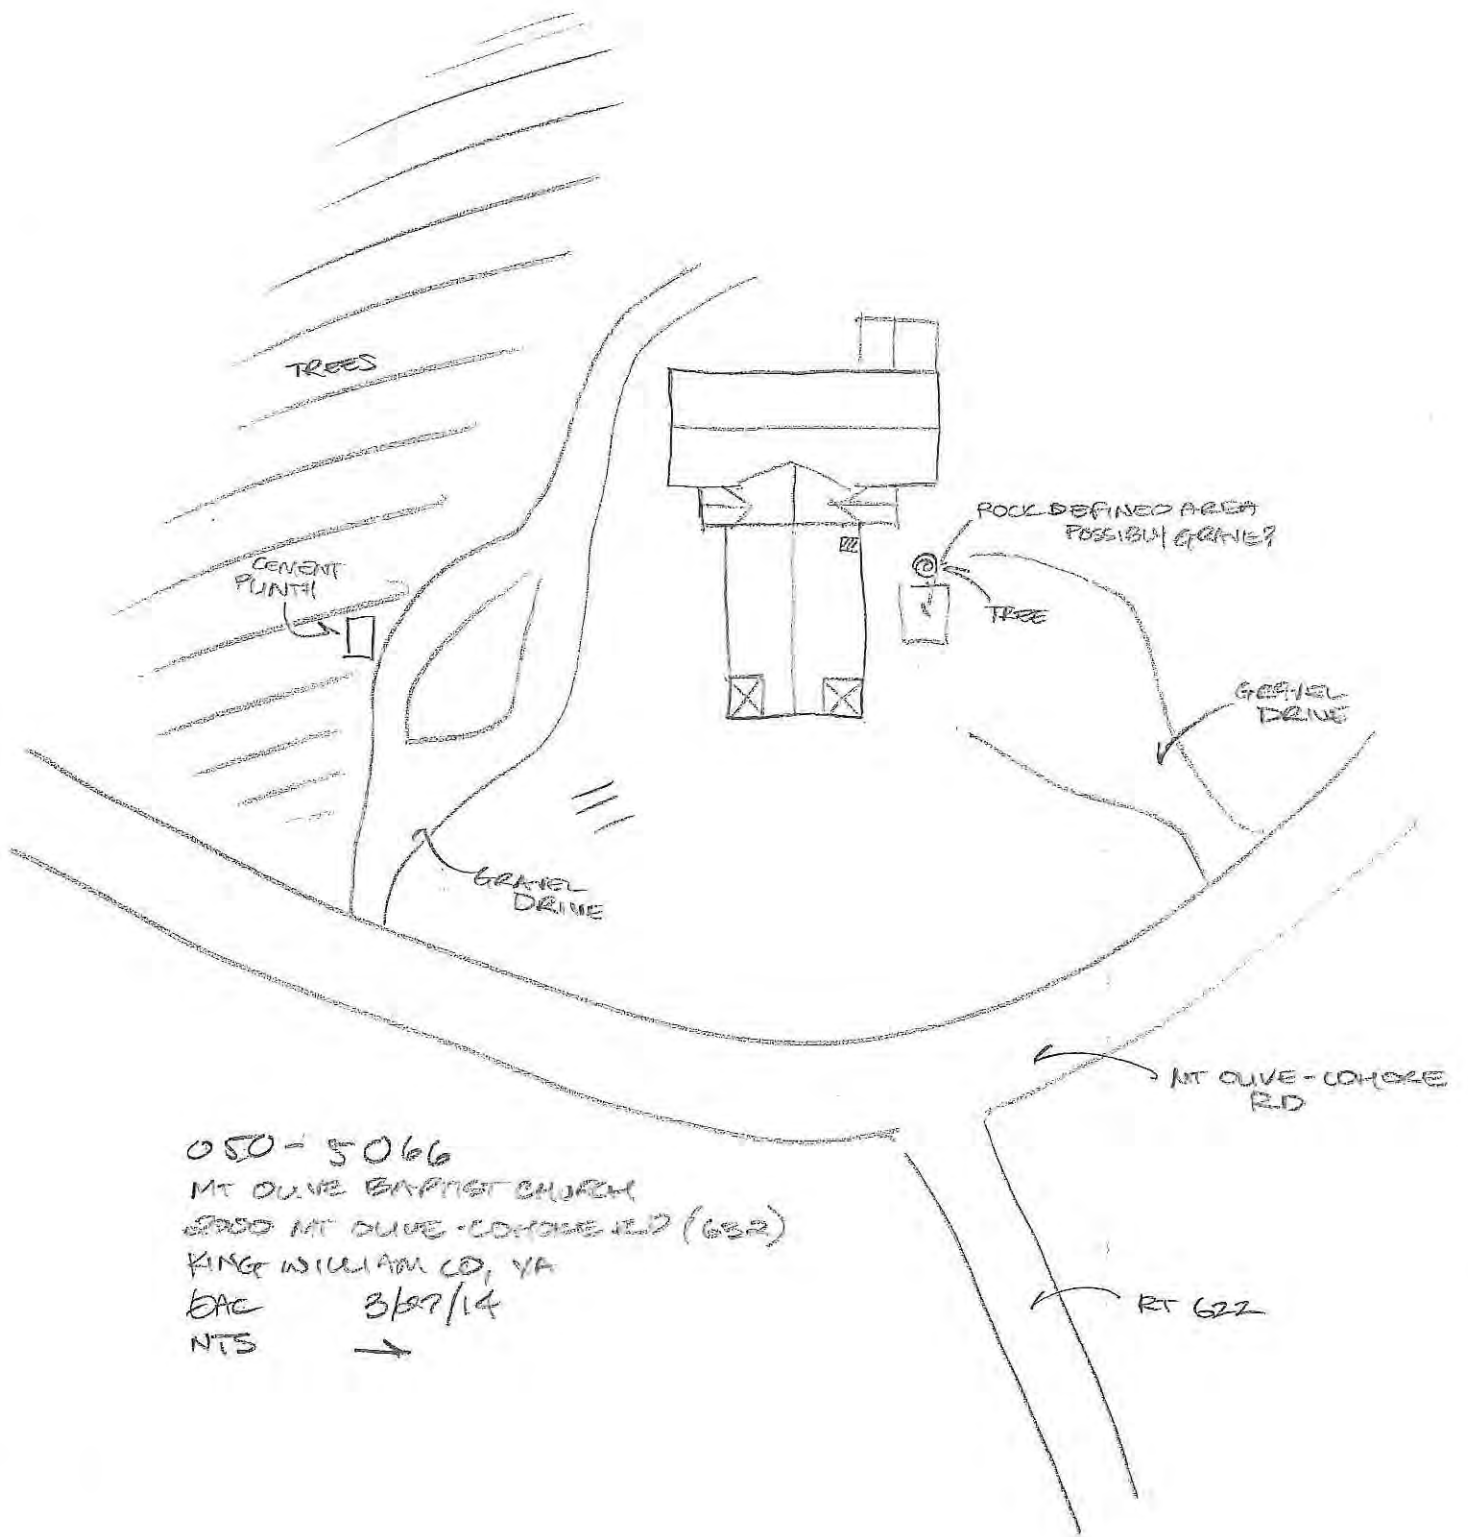 TREES
ROCK DEFINED AREA
POSSIBLY GRAVE?
CEMENT
PLINTH
TREE
GRAVEL
DRIVE
GRAVEL
DRIVE
MT OLIVE-COHOKE
RD
050-5066
MT OLIVE BAPTIST CHURCH
MT OLIVE-COHOKE RD (632)
KING WILLIAM CO, VA
3/27/14
NTS
RT 622